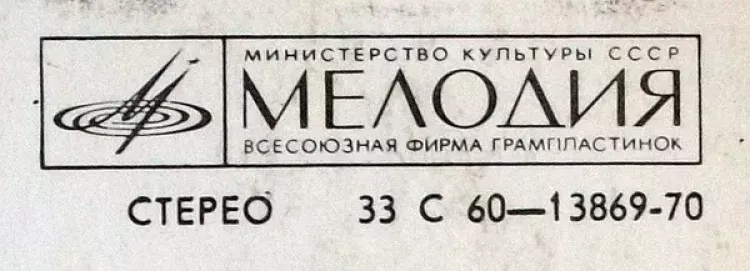 МИНИСТЕРСТВО КУЛЬТУРЫ СССР
МЕЛОДИЯ
ВСЕСОЮЗНАЯ ФИРМА ГРАМПЛАСТИНОК
СТЕРЕО 33 С 60—13869-70